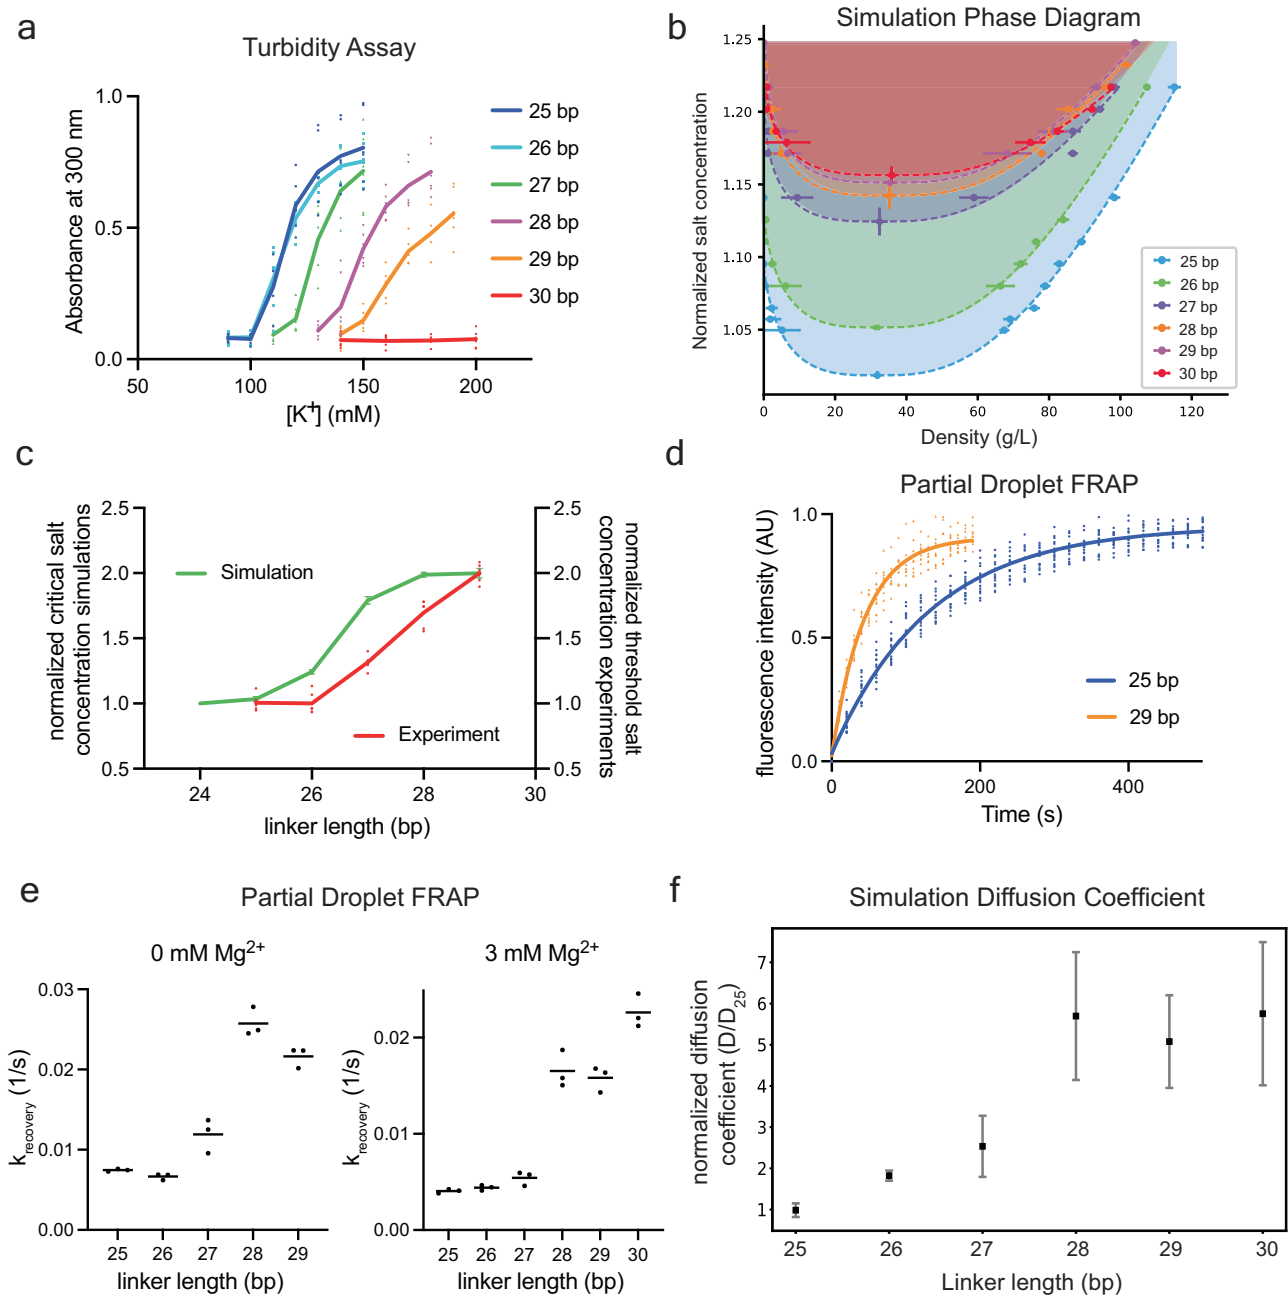 a
Turbidity Assay
1.0
0.5
0.0
Absorbance at 300 nm
50
100
150
200
[K+] (mM)
25 bp
26 bp
27 bp
28 bp
29 bp
30 bp
b
Simulation Phase Diagram
1.25
1.20
1.15
1.10
1.05
Normalized salt concentration
0
20
40
60
80
100
120
Density (g/L)
25 bp
26 bp
27 bp
28 bp
29 bp
30 bp
c
normalized critical salt
concentration simulations
2.5
2.0
1.5
1.0
0.5
Simulation
Experiment
2.5
2.0
1.5
1.0
0.5
normalized threshold salt
concentration experiments
24
26
28
30
linker length (bp)
d
Partial Droplet FRAP
fluorescence intensity (AU)
1.0
0.5
0.0
25 bp
29 bp
0
200
400
Time (s)
e
Partial Droplet FRAP
0 mM Mg2+
krecovery (1/s)
0.03
0.02
0.01
0.00
25
26
27
28
29
linker length (bp)
3 mM Mg2+
krecovery (1/s)
0.02
0.01
0.00
25
26
27
28
29
30
linker length (bp)
f
Simulation Diffusion Coefficient
normalized diffusion
coefficient (D/D25)
7
6
5
4
3
2
1
25
26
27
28
29
30
Linker length (bp)